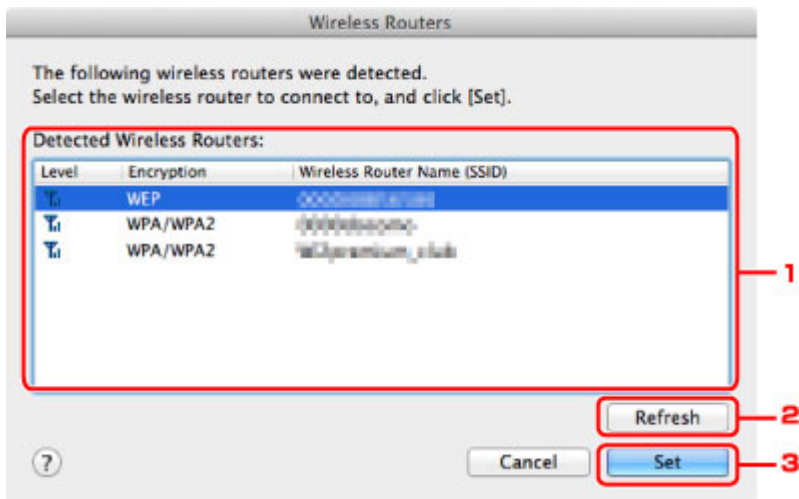 Wireless Routers
The following wireless routers were detected.
Select the wireless router to connect to, and click [Set].
Detected Wireless Routers:
Level Encryption Wireless Router Name (SSID)
WEP
WPA/WPA2
WPA/WPA2
1
Refresh 2
? Cancel Set 3